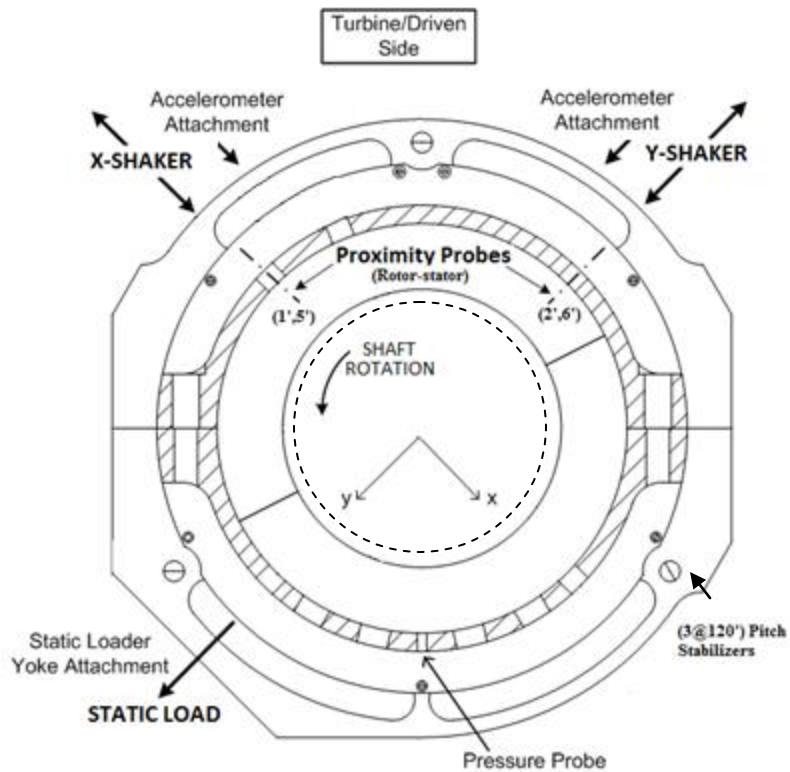 Turbine/Driven
Side
Accelerometer
Attachment
Accelerometer
Attachment
X-SHAKER
Y-SHAKER
Proximity Probes
(Rotor-stator)
(1',5')
(2',6')
SHAFT
ROTATION
y
x
(3@120') Pitch
Stabilizers
Static Loader
Yoke Attachment
STATIC LOAD
Pressure Probe